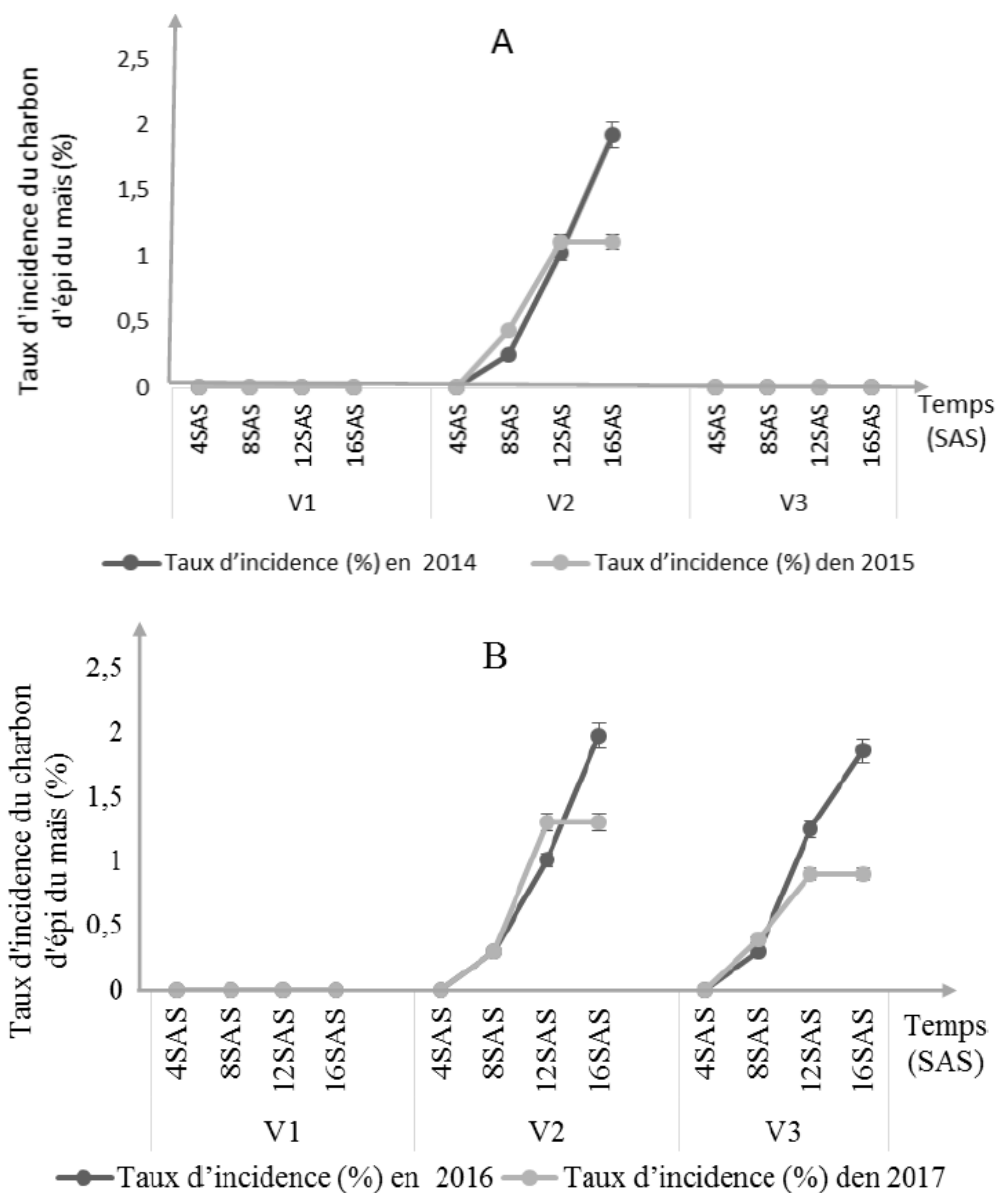 A
Taux d'incidence du charbon
d'épi du maïs (%)
2,5
2
1,5
1
0,5
0
4SAS 8SAS 12SAS 16SAS 4SAS 8SAS 12SAS 16SAS 4SAS 8SAS 12SAS 16SAS
Temps
(SAS)
V1 V2 V3
Taux d'incidence (%) en 2014 Taux d'incidence (%) den 2015
B
Taux d'incidence du charbon
d'épi du maïs (%)
2,5
2
1,5
1
0,5
0
4SAS 8SAS 12SAS 16SAS 4SAS 8SAS 12SAS 16SAS 4SAS 8SAS 12SAS 16SAS
Temps
(SAS)
V1 V2 V3
Taux d'incidence (%) en 2016 Taux d'incidence (%) den 2017